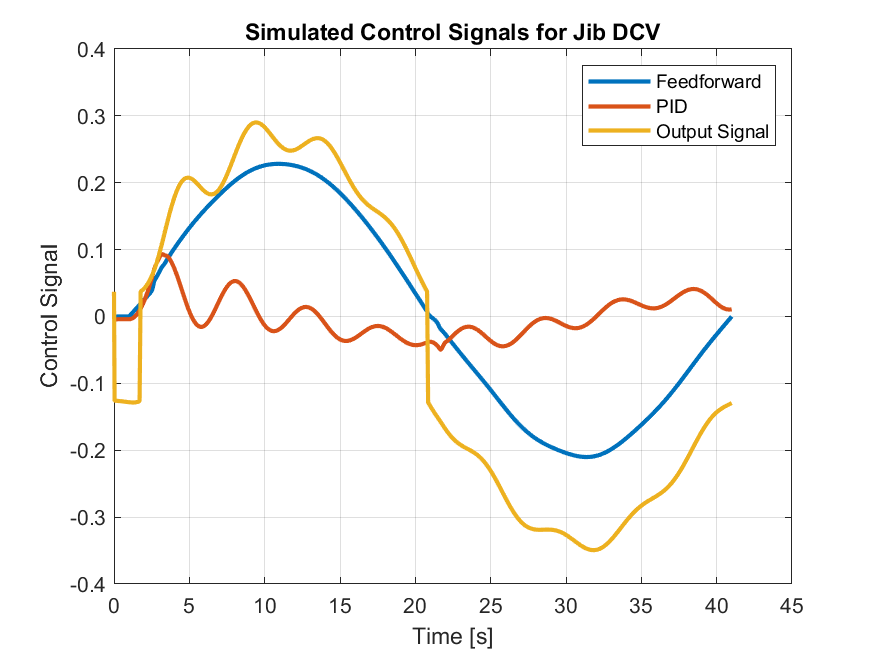 Simulated Control Signals for Jib DCV
Feedforward
PID
Output Signal
Control Signal
0.4
0.3
0.2
0.1
0
-0.1
-0.2
-0.3
-0.4
0 5 10 15 20 25 30 35 40 45
Time [s]